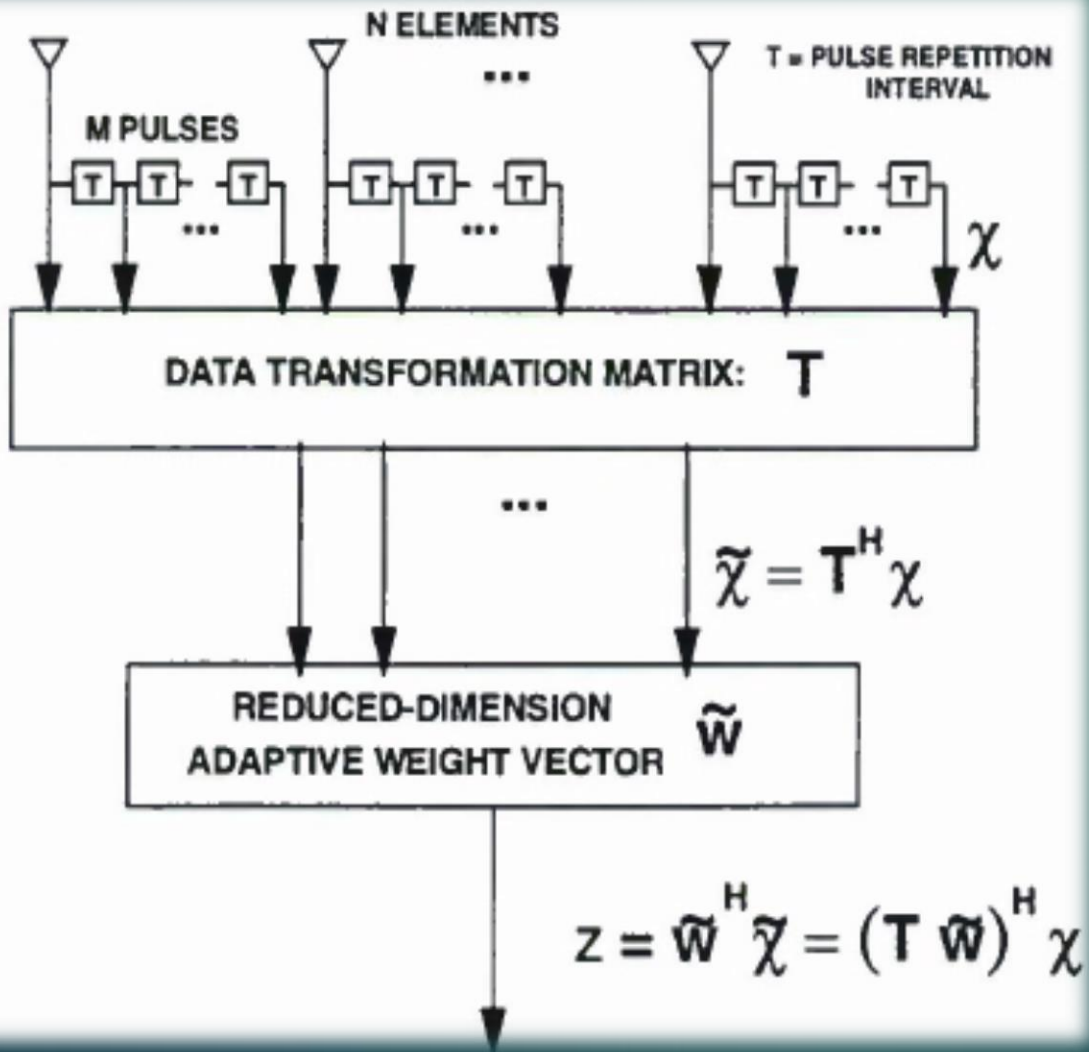 N ELEMENTS
...
T = PULSE REPETITION
INTERVAL
M PULSES
T T T T T T T T T
... ... ...
χ
DATA TRANSFORMATION MATRIX: T
...
χ̃ = T^H χ
REDUCED-DIMENSION
ADAPTIVE WEIGHT VECTOR w̃
z = w̃^H χ̃ = (T w̃)^H χ